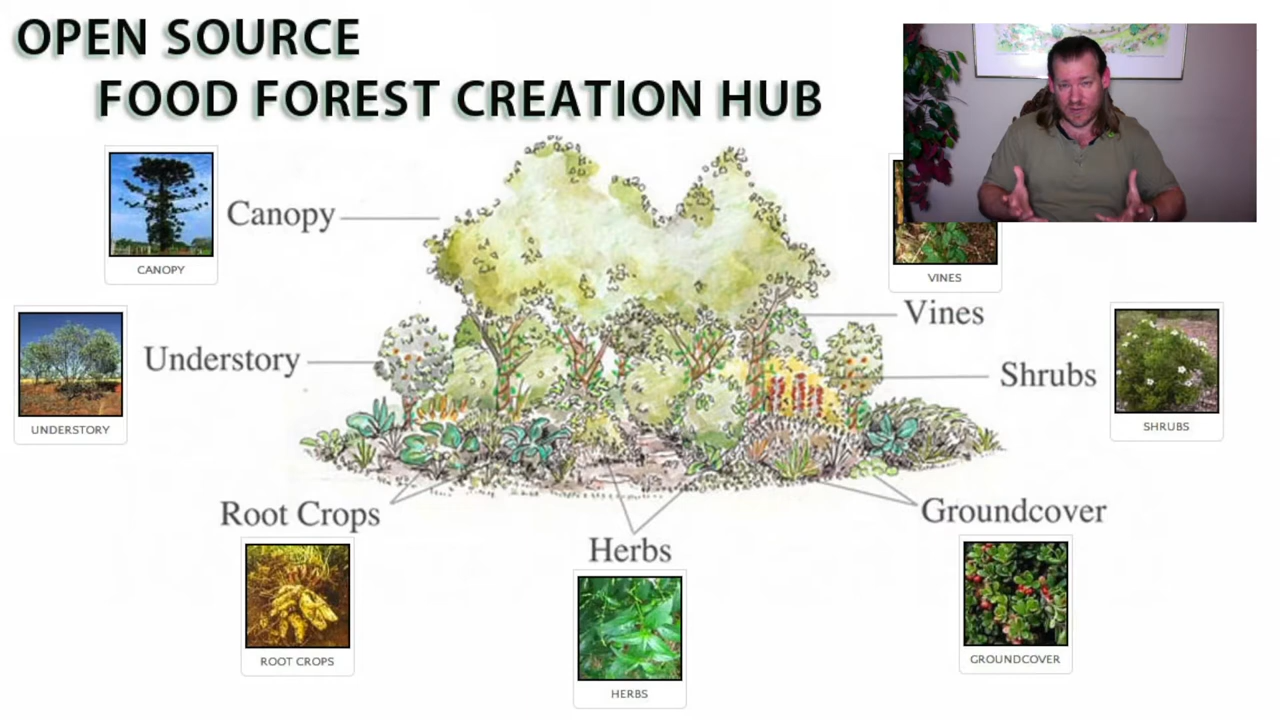 OPEN SOURCE
FOOD FOREST CREATION HUB
CANOPY
Canopy
VINES
Vines
UNDERSTORY
Understory
Shrubs
SHRUBS
Root Crops
ROOT CROPS
Herbs
HERBS
Groundcover
GROUNDCOVER